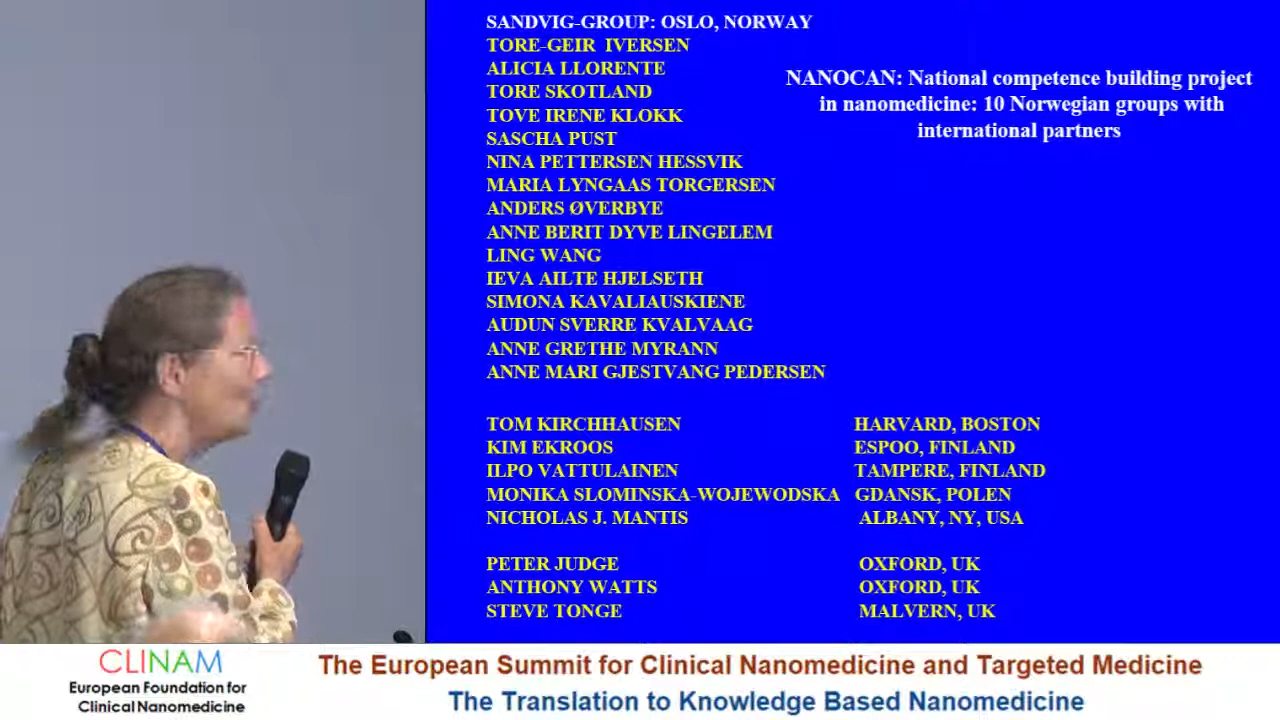 SANDVIG-GROUP: OSLO, NORWAY
TORE-GEIR IVERSEN
ALICIA LLORENTE
TORE SKOTLAND
TOVE IRENE KLOKK
SASCHA PUST
NINA PETTERSEN HESSVIK
MARIA LYNGAAS TORGERSEN
ANDERS ØVERBYE
ANNE BERIT DYVE LINGELEM
LING WANG
IEVA AILTE HJELSETH
SIMONA KAVALIAUSKIENE
AUDUN SVERRE KVALVAAG
ANNE GRETHE MYRANN
ANNE MARI GJESTVANG PEDERSEN
NANOCAN: National competence building project
in nanomedicine: 10 Norwegian groups with
international partners
TOM KIRCHHAUSEN HARVARD, BOSTON
KIM EKROOS ESPOO, FINLAND
ILPO VATTULAINEN TAMPERE, FINLAND
MONIKA SLOMINSKA-WOJEWODSKA GDANSK, POLEN
NICHOLAS J. MANTIS ALBANY, NY, USA
PETER JUDGE OXFORD, UK
ANTHONY WATTS OXFORD, UK
STEVE TONGE MALVERN, UK
CLINAM
European Foundation for
Clinical Nanomedicine
The European Summit for Clinical Nanomedicine and Targeted Medicine
The Translation to Knowledge Based Nanomedicine